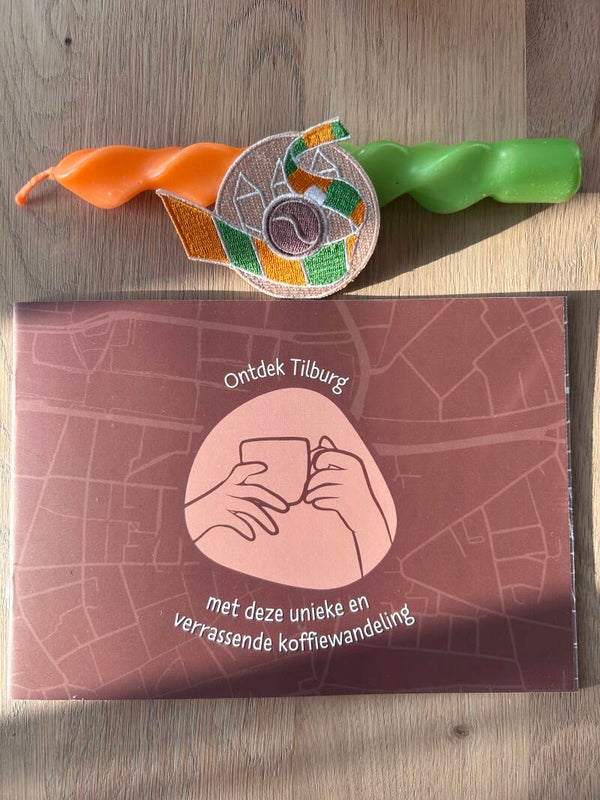 Ontdek Tilburg
met deze unieke en
verrassende koffiewandeling